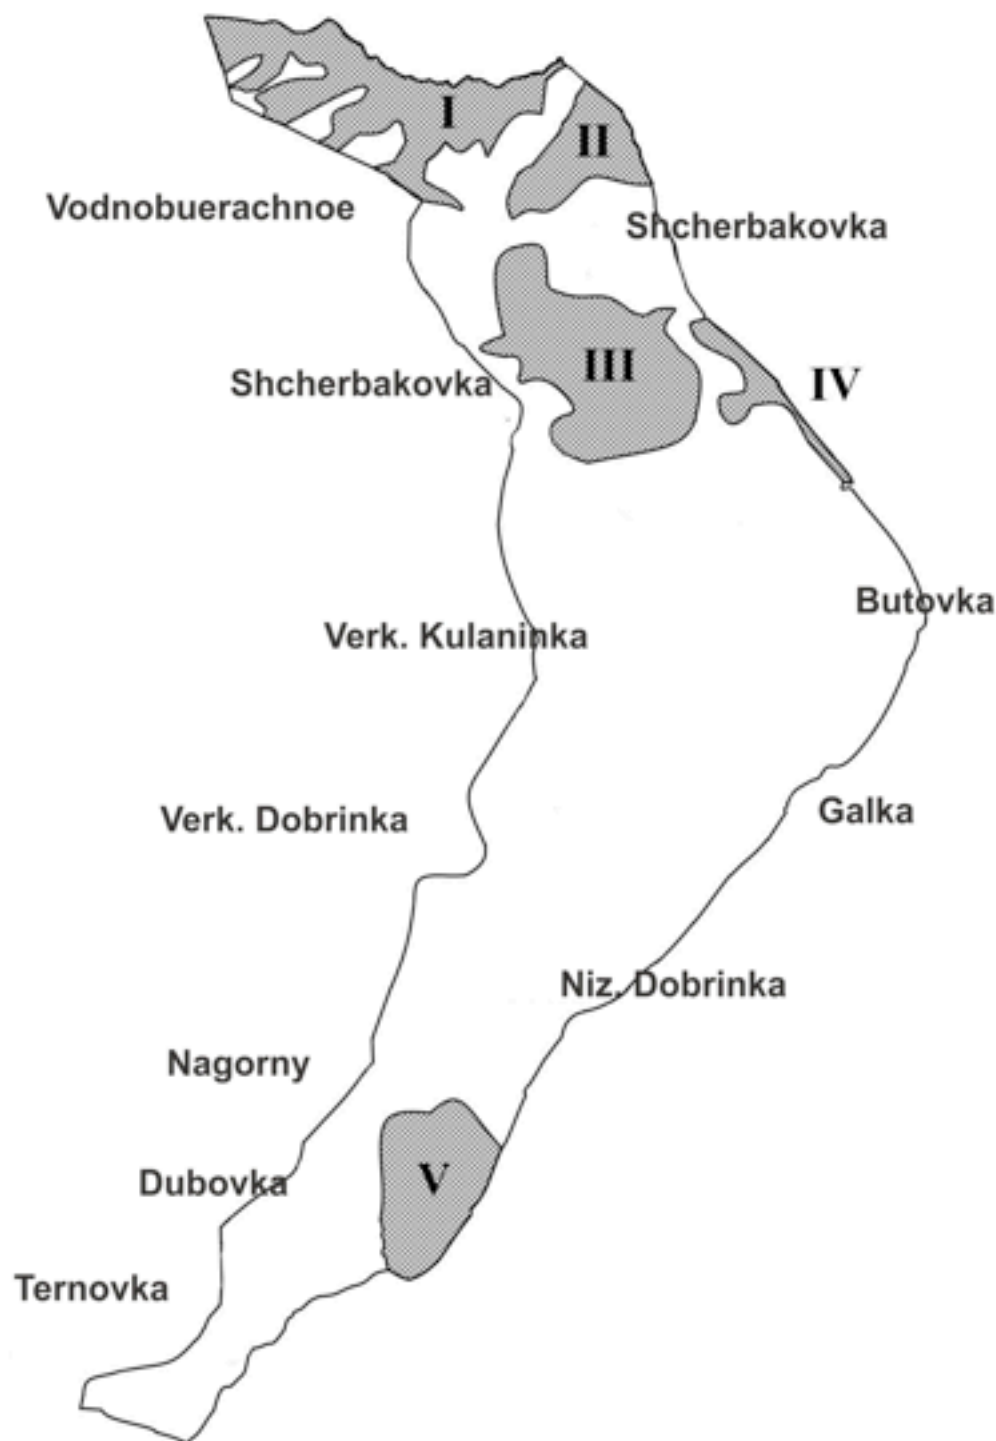 I
II
Vodnobuerachnoe
Shcherbakovka
III
Shcherbakovka
IV
Butovka
Verk. Kulaninka
Verk. Dobrinka
Galka
Niz. Dobrinka
Nagorny
V
Dubovka
Ternovka